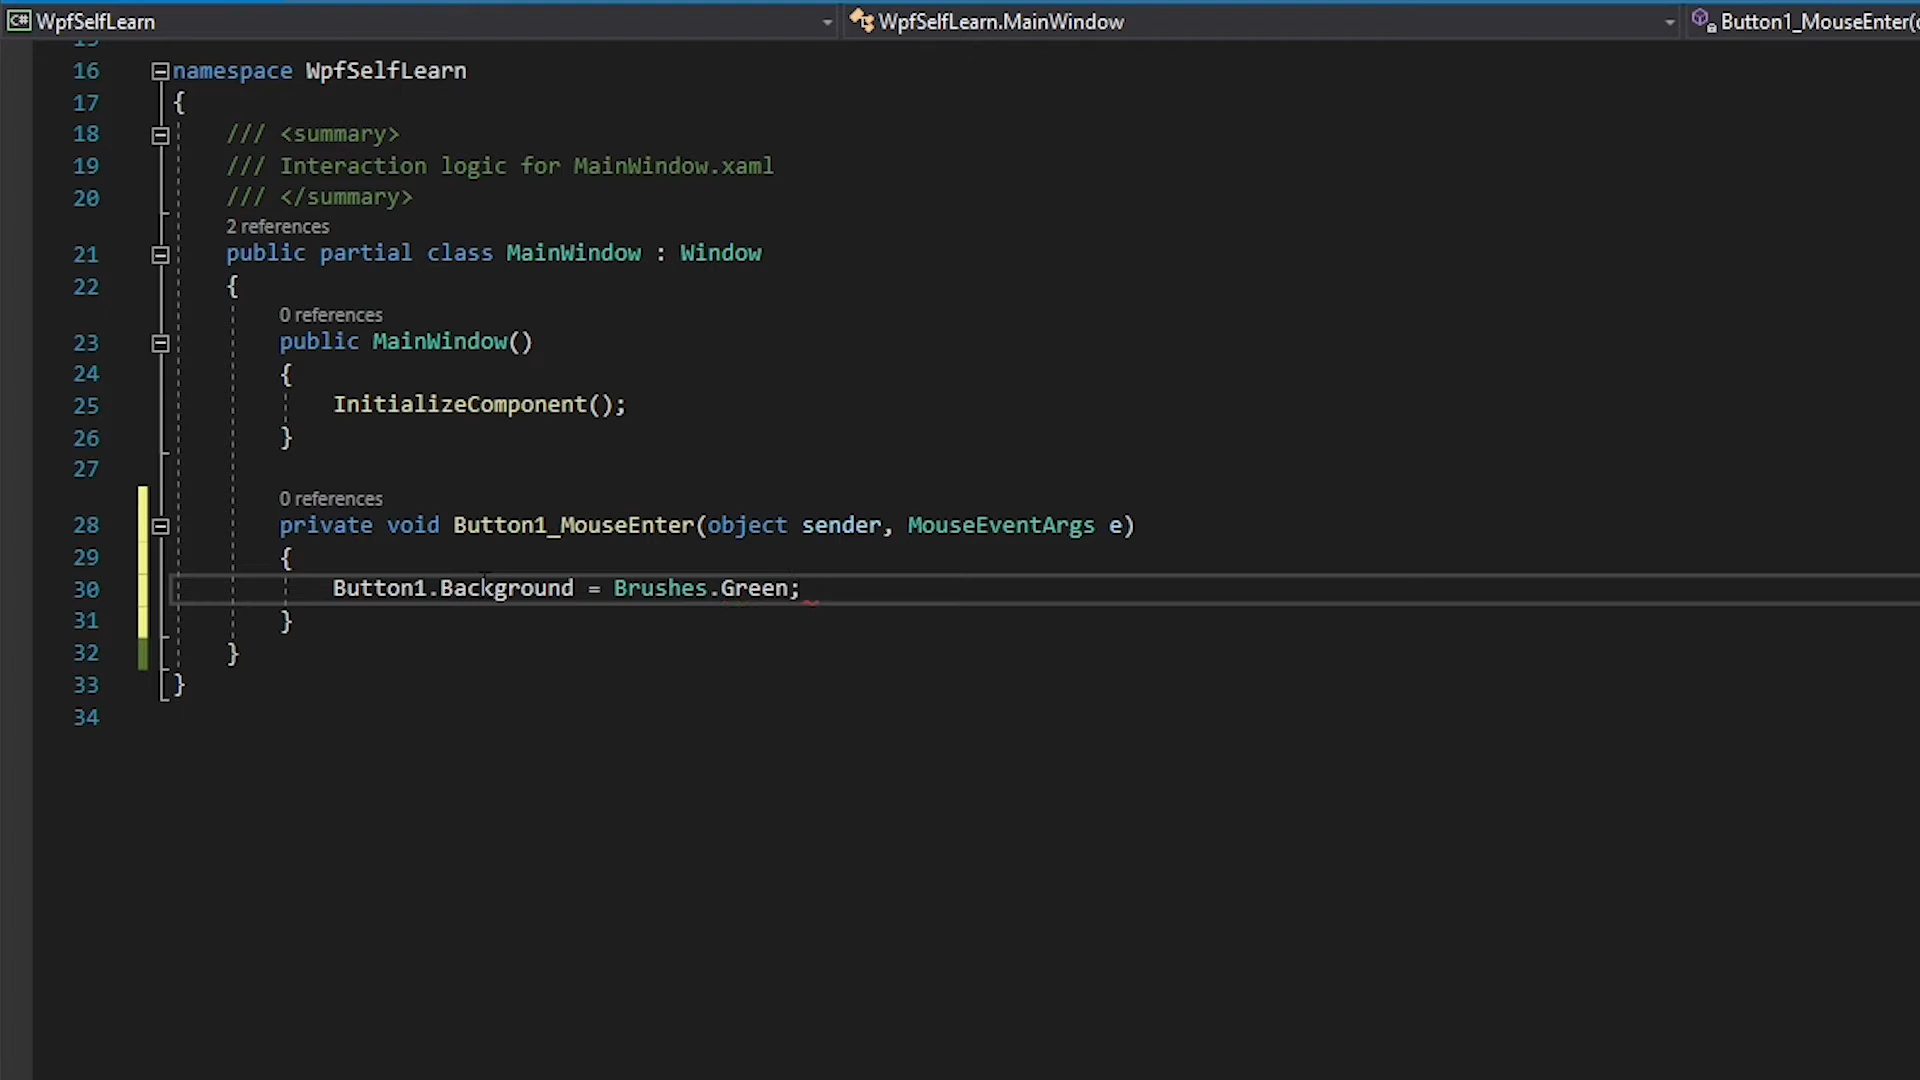 WpfSelfLearn WpfSelfLearn.MainWindow Button1_MouseEnter(
15
16 namespace WpfSelfLearn
17 {
18 /// <summary>
19 /// Interaction logic for MainWindow.xaml
20 /// </summary>
2 references
21 public partial class MainWindow : Window
22 {
0 references
23 public MainWindow()
24 {
25 InitializeComponent();
26 }
27
0 references
28 private void Button1_MouseEnter(object sender, MouseEventArgs e)
29 {
30 Button1.Background = Brushes.Green;
31 }
32 }
33 }
34